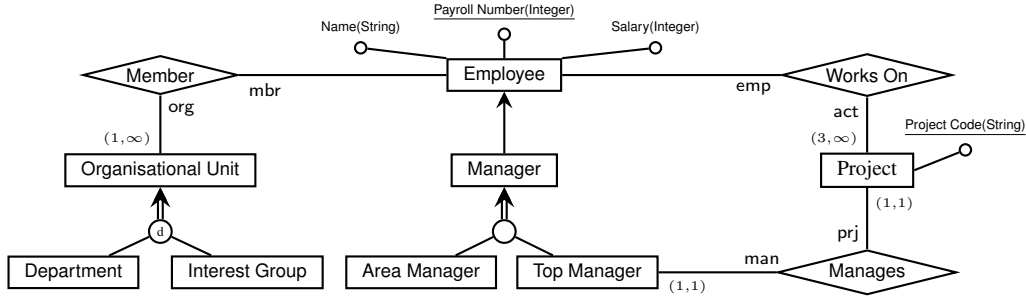 Payroll Number(Integer)
Name(String)
Salary(Integer)
Member
Employee
Works On
mbr
emp
org
act
Project Code(String)
(1,∞)
(3,∞)
Organisational Unit
Manager
Project
(1,1)
d
prj
Department
Interest Group
Area Manager
Top Manager
man
Manages
(1,1)